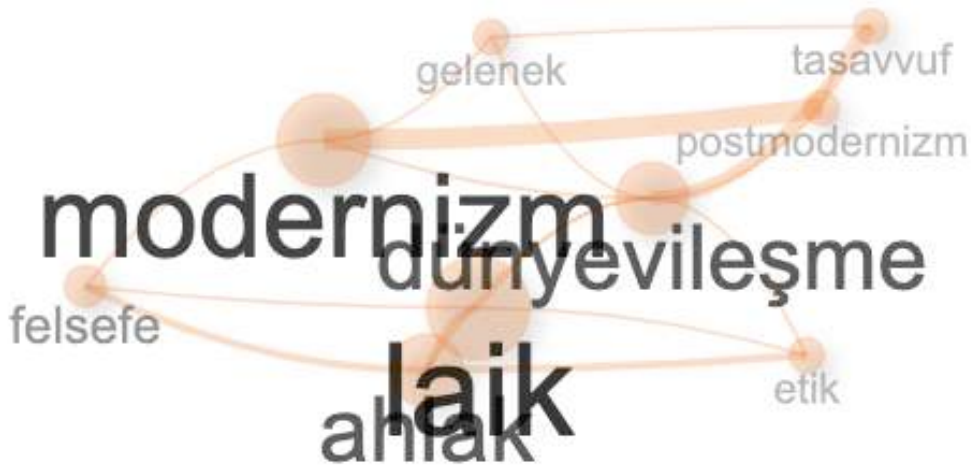 gelenek
tasavvuf
postmodernizm
modernizm
dünyevileşme
felsefe
laik
etik
ahlak